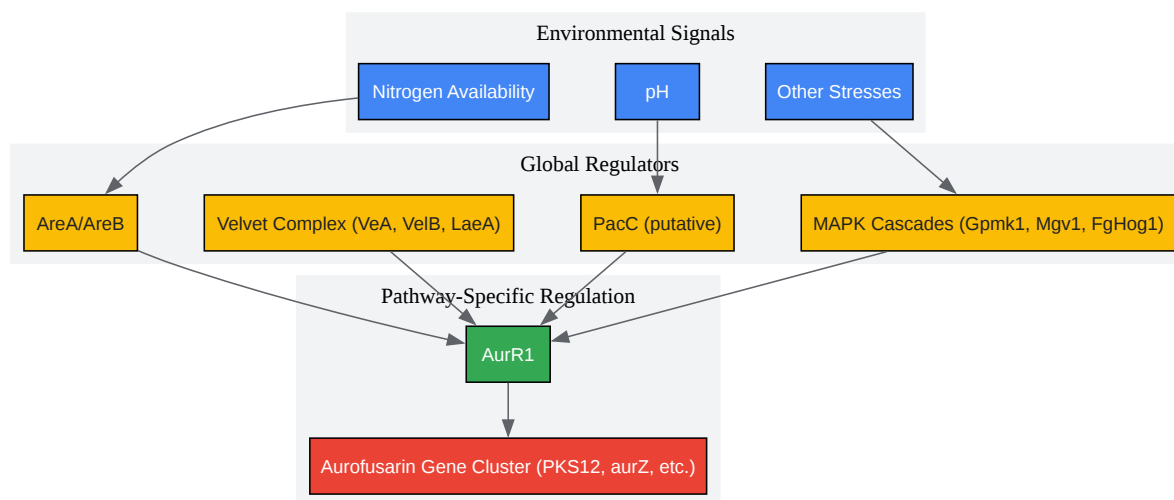 Environmental Signals
Nitrogen Availability
pH
Other Stresses
Global Regulators
AreA/AreB
Velvet Complex (VeA, VelB, LaeA)
PacC (putative)
MAPK Cascades (Gpmk1, Mgv1, FgHog1)
Pathway-Specific Regulation
AurR1
Aurofusarin Gene Cluster (PKS12, aurZ, etc.)